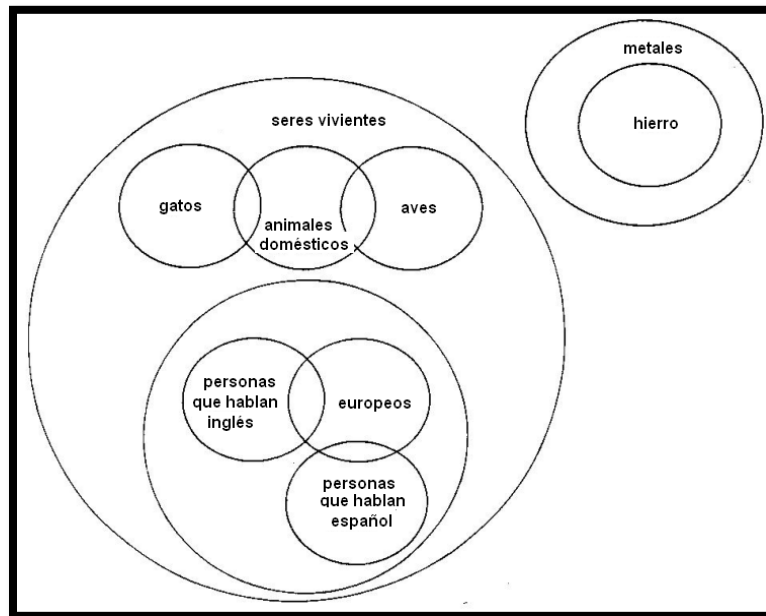 metales
hierro
seres vivientes
gatos
animales
domésticos
aves
personas
que hablan
inglés
europeos
personas
que hablan
español